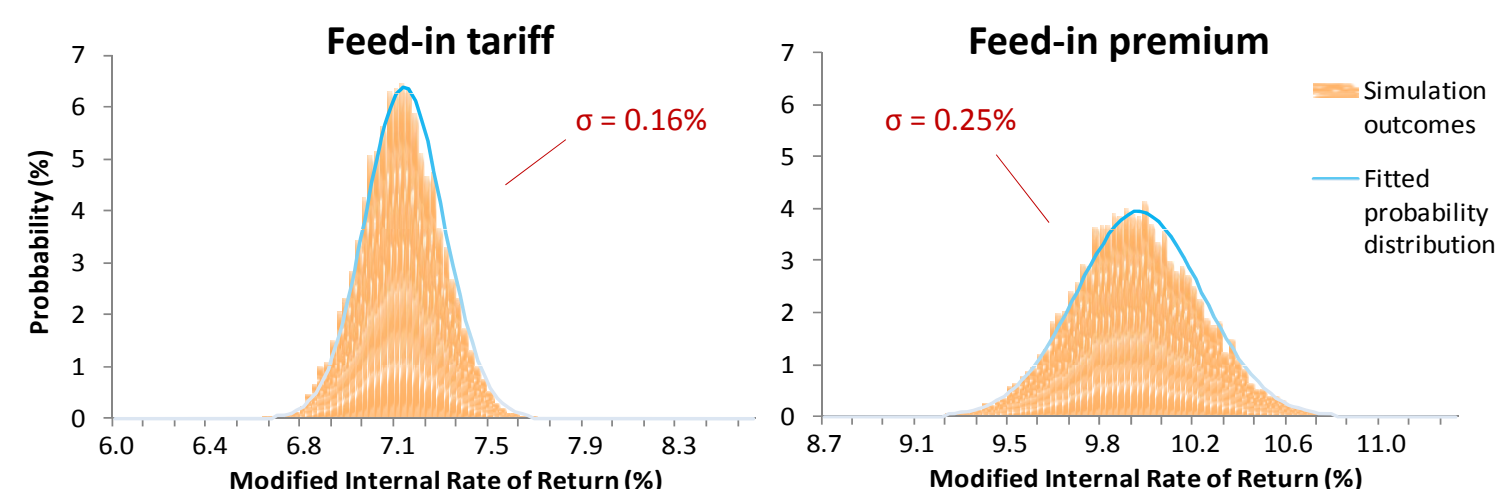 Feed-in tariff
7
6
5
4
3
2
1
0
Probbability (%)
σ = 0.16%
6.0 6.4 6.8 7.1 7.5 7.9 8.3
Modified Internal Rate of Return (%)
Feed-in premium
7
6
5
4
3
2
1
0
σ = 0.25%
8.7 9.1 9.5 9.8 10.2 10.6 11.0
Modified Internal Rate of Return (%)
Simulation
outcomes
Fitted
probability
distribution